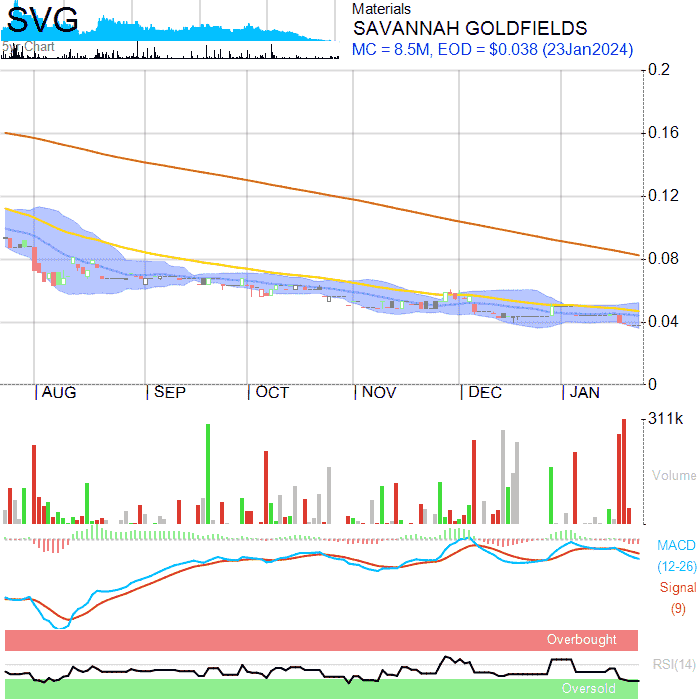 SVG
5yr Chart
Materials
SAVANNAH GOLDFIELDS
MC = 8.5M, EOD = $0.038 (23Jan2024)
0.2
0.16
0.12
0.08
0.04
0
AUG
SEP
OCT
NOV
DEC
JAN
311k
Volume
MACD
(12-26)
Signal
(9)
Overbought
RSI(14)
Oversold